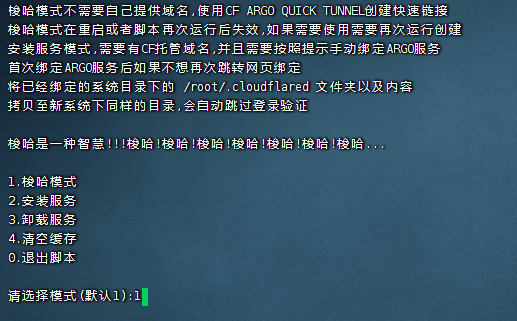 梭哈模式不需要自己提供域名,使用CF ARGO QUICK TUNNEL创建快速链接
梭哈模式在重启或者脚本再次运行后失效,如果需要使用需要再次运行创建
安装服务模式,需要有CF托管域名,并且需要按照提示手动绑定ARGO服务
首次绑定ARGO服务后如果不想再次跳转网页绑定
将已经绑定的系统目录下的 /root/.cloudflared 文件夹以及内容
拷贝至新系统下同样的目录,会自动跳过登录验证
梭哈是一种智慧!!!梭哈!梭哈!梭哈!梭哈!梭哈!梭哈!梭哈...
1.梭哈模式
2.安装服务
3.卸载服务
4.清空缓存
0.退出脚本
请选择模式(默认1):1